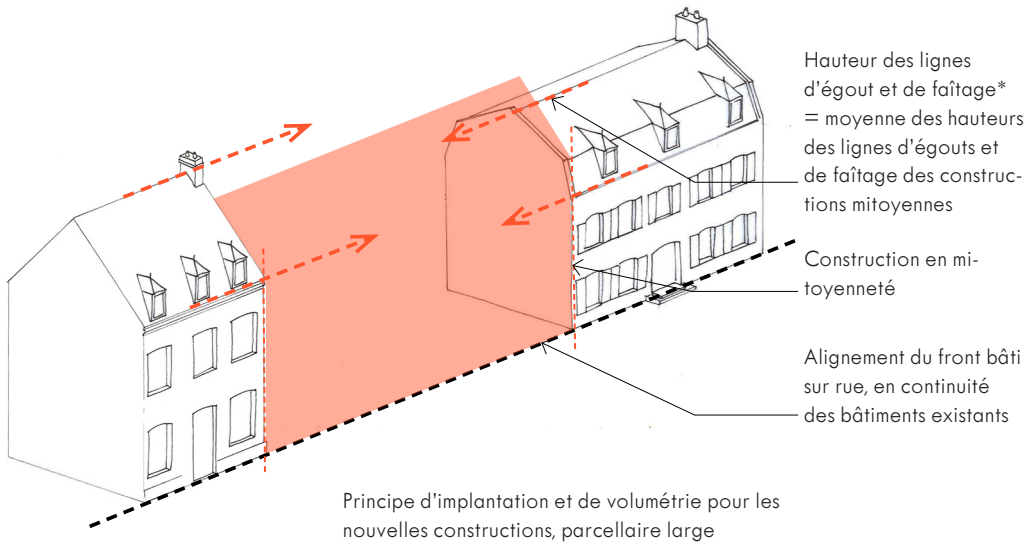 Hauteur des lignes
d'égout et de faîtage*
= moyenne des hauteurs
des lignes d'égouts et
de faîtage des construc-
tions mitoyennes
Construction en mi-
toyenneté
Alignement du front bâti
sur rue, en continuité
des bâtiments existants
Principe d'implantation et de volumétrie pour les
nouvelles constructions, parcellaire large